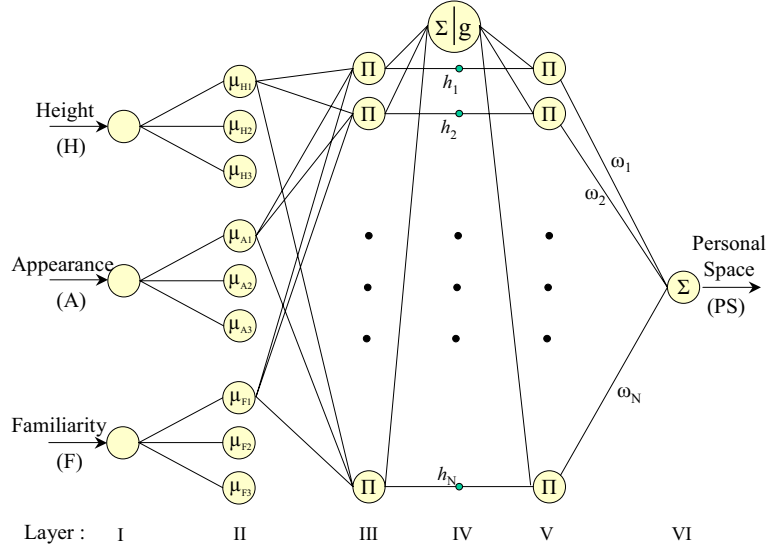 Σ|g
Π
Π
h₁
Π
Π
h₂
Height
(H)
μH1
μH2
μH3
ω₁
ω₂
Appearance
(A)
μA1
μA2
μA3
Personal
Space
(PS)
Σ
Familiarity
(F)
μF1
μF2
μF3
ωN
Π
hN
Π
Layer : I II III IV V VI